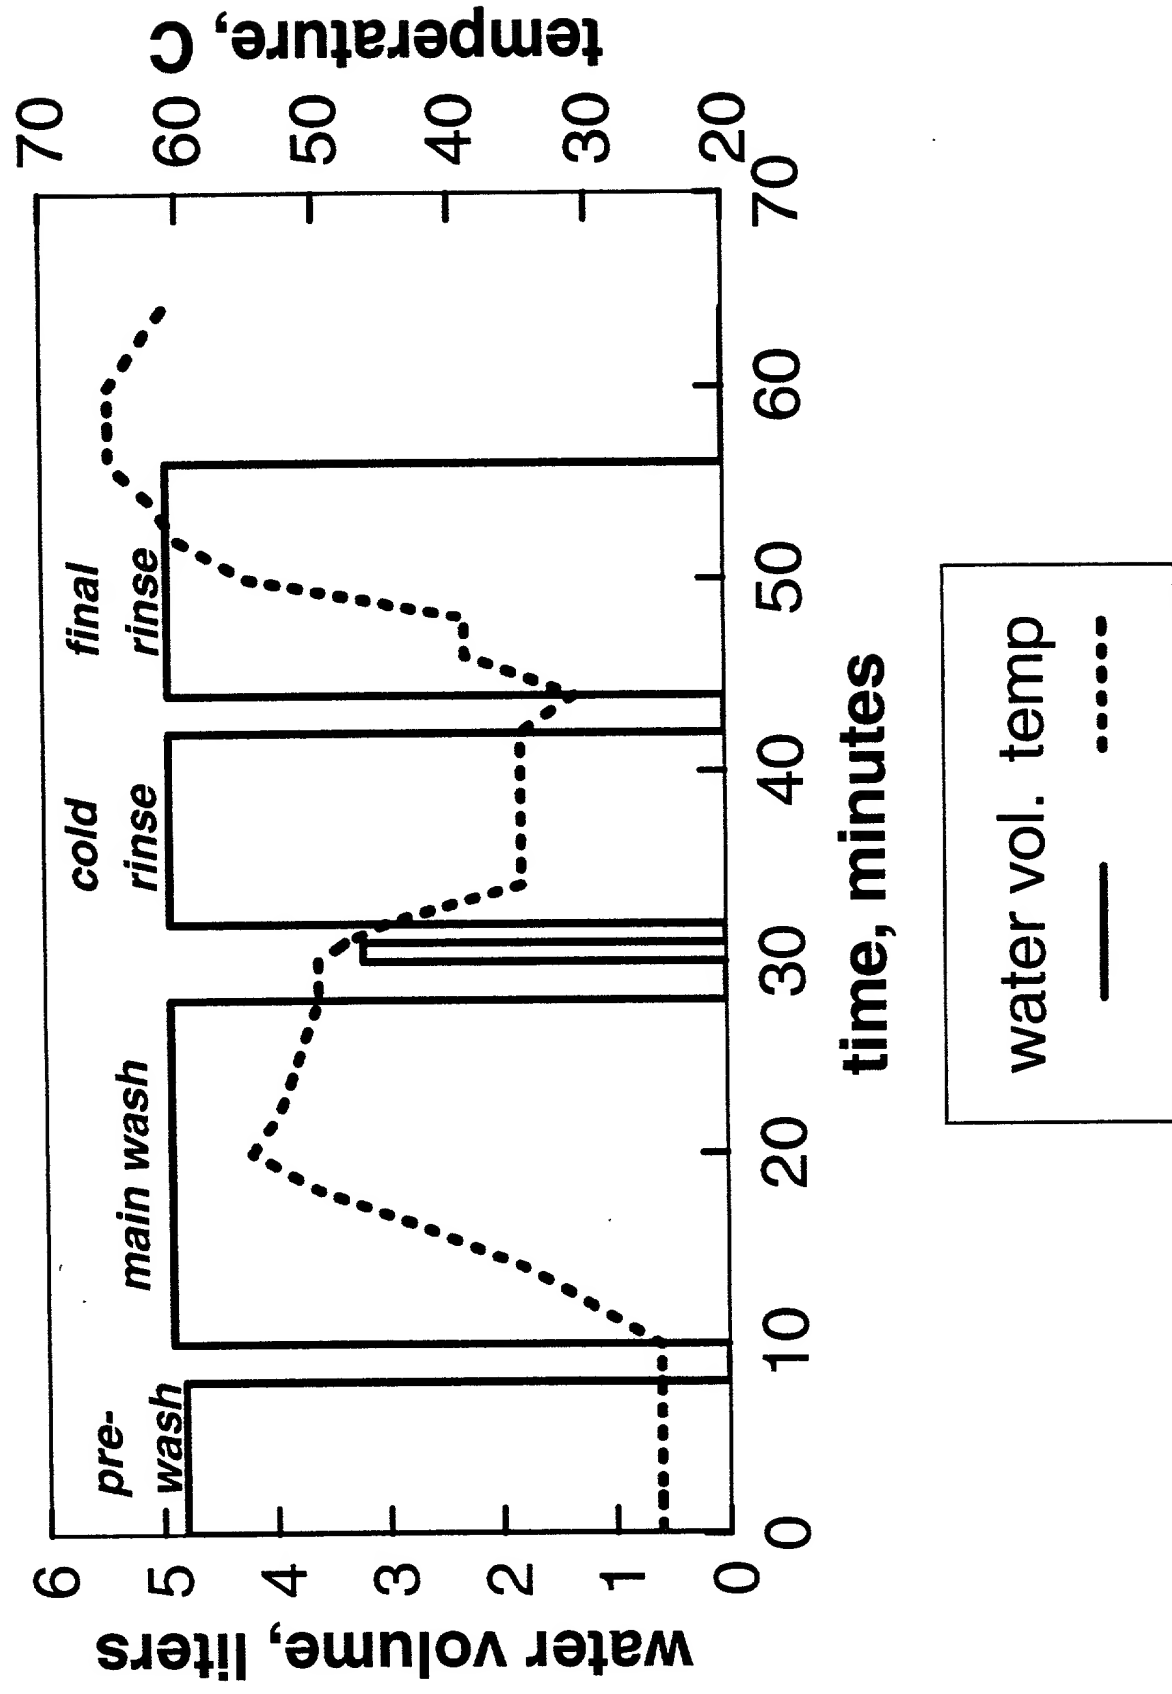 pre-
wash
main wash
cold
rinse
final
rinse
6
5
4
3
2
1
0
water volume, liters
70
60
50
40
30
20
temperature, C
0
10
20
30
40
50
60
70
time, minutes
water vol. temp